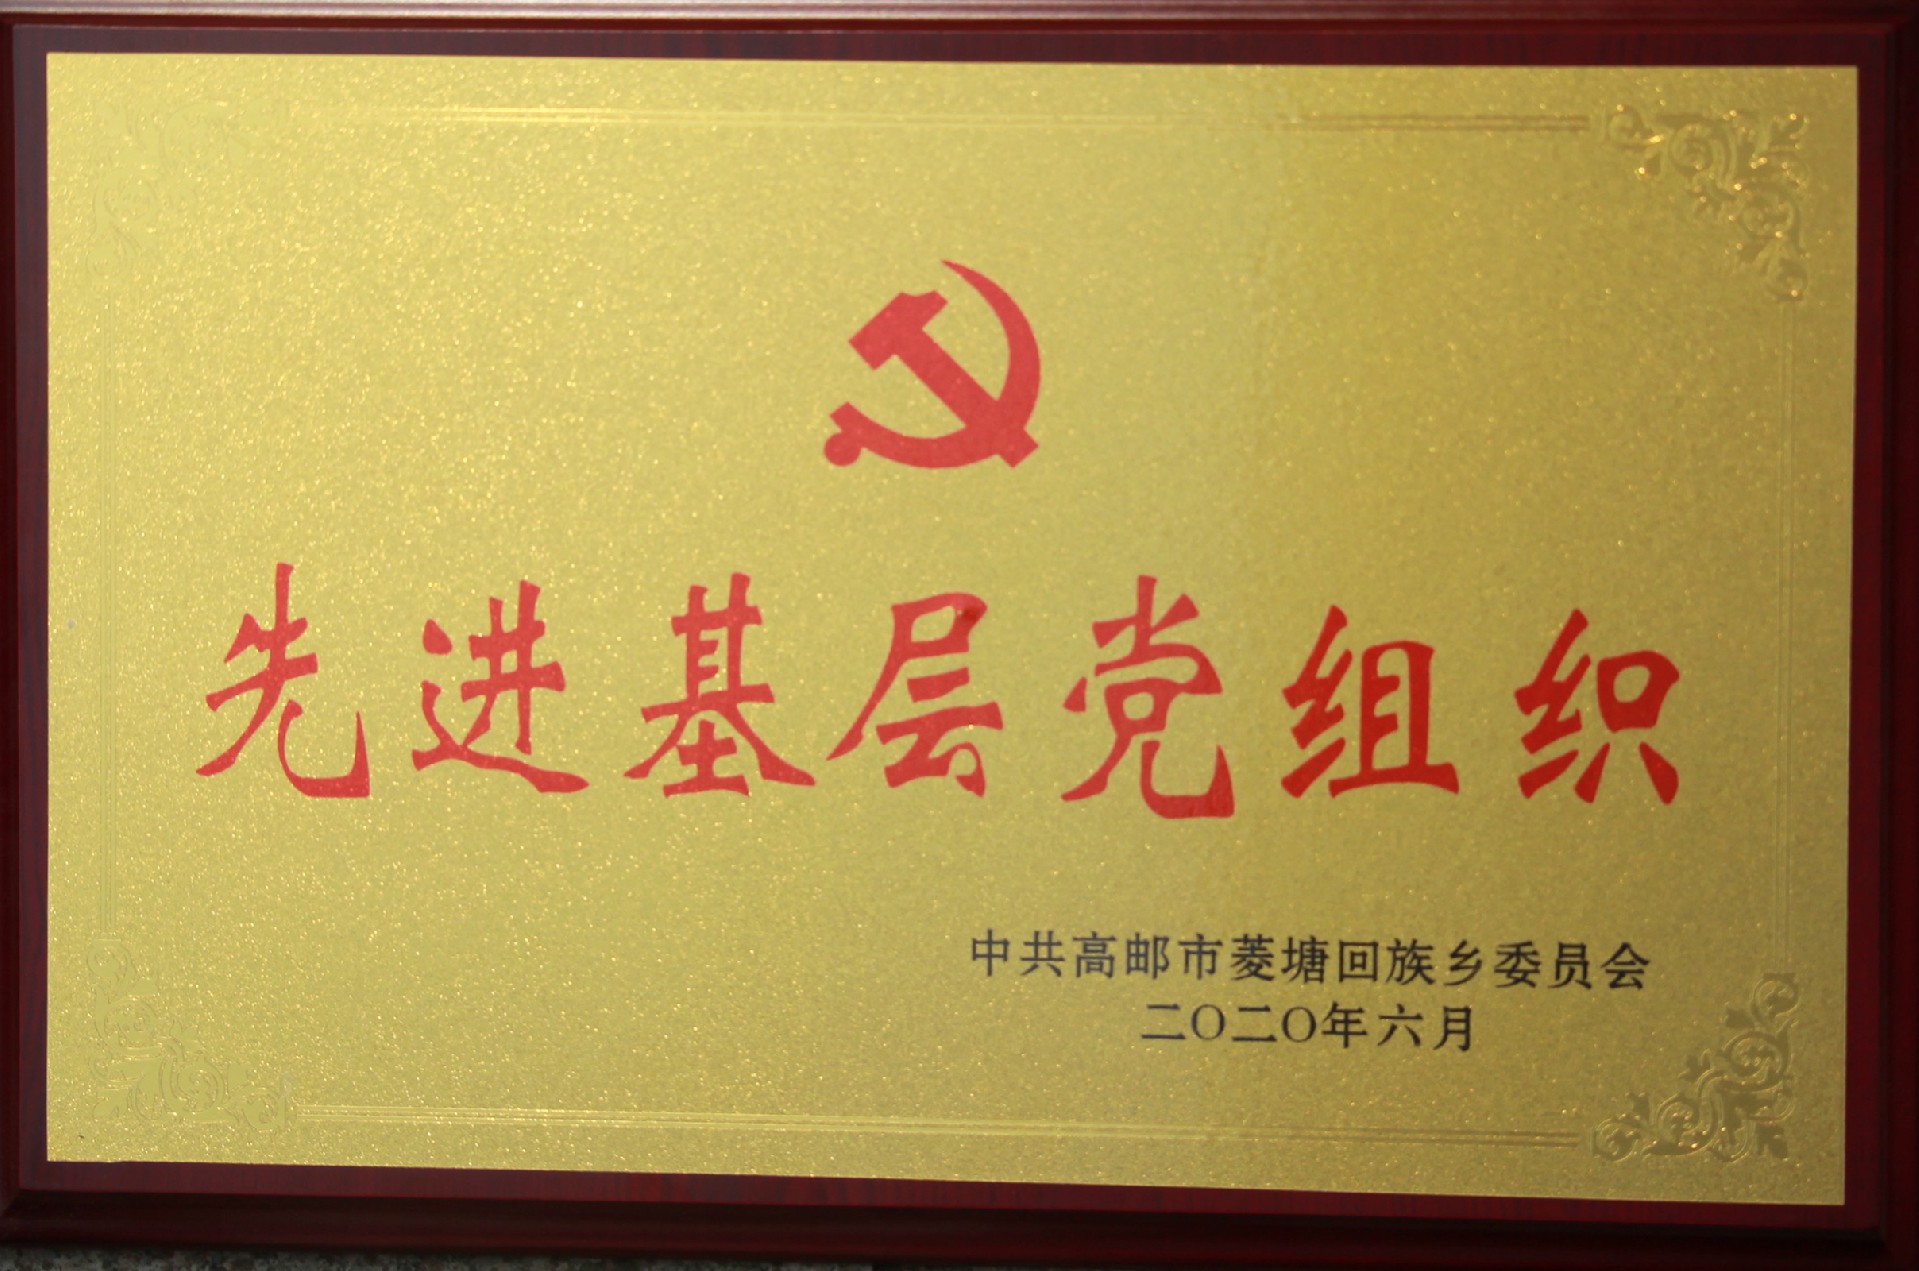 先进基层党组织
中共高邮市菱塘回族乡委员会
二〇二〇年六月